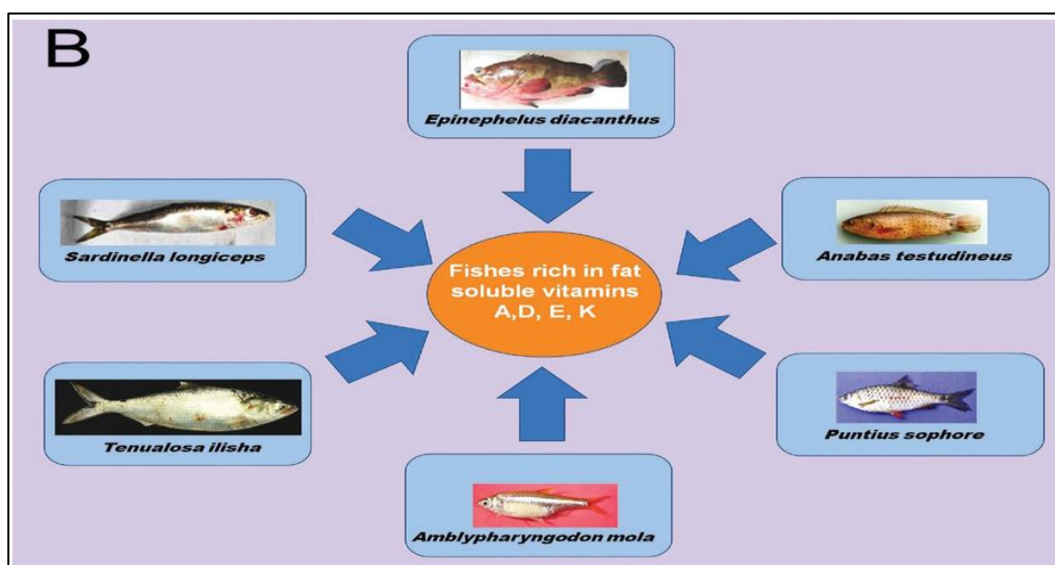 B
Epinephelus diacanthus
Sardinella longiceps
Anabas testudineus
Fishes rich in fat
soluble vitamins
A,D, E, K
Tenualosa ilisha
Puntius sophore
Amblypharyngodon mola